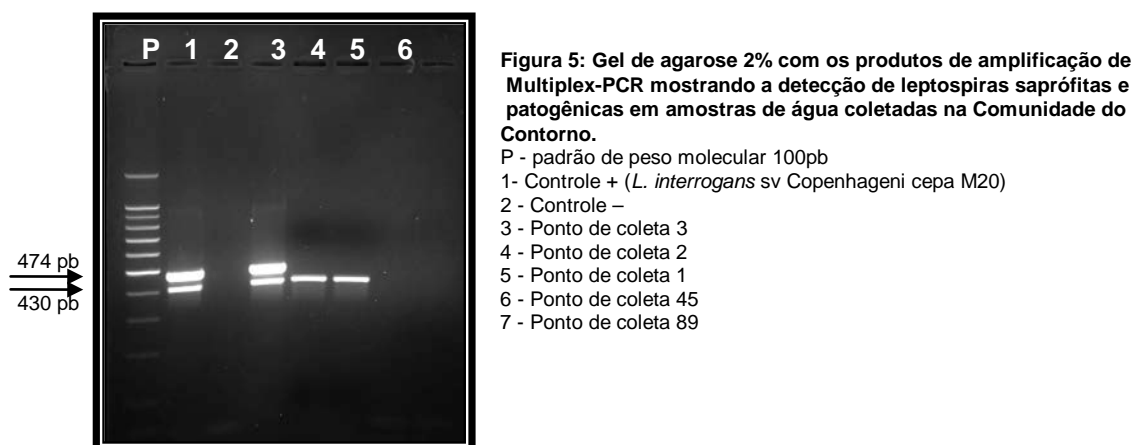 P 1 2 3 4 5 6
474 pb
430 pb
Figura 5: Gel de agarose 2% com os produtos de amplificação de
Multiplex-PCR mostrando a detecção de leptospiras saprófitas e
patogênicas em amostras de água coletadas na Comunidade do
Contorno.
P - padrão de peso molecular 100pb
1- Controle + (L. interrogans sv Copenhageni cepa M20)
2 - Controle –
3 - Ponto de coleta 3
4 - Ponto de coleta 2
5 - Ponto de coleta 1
6 - Ponto de coleta 45
7 - Ponto de coleta 89